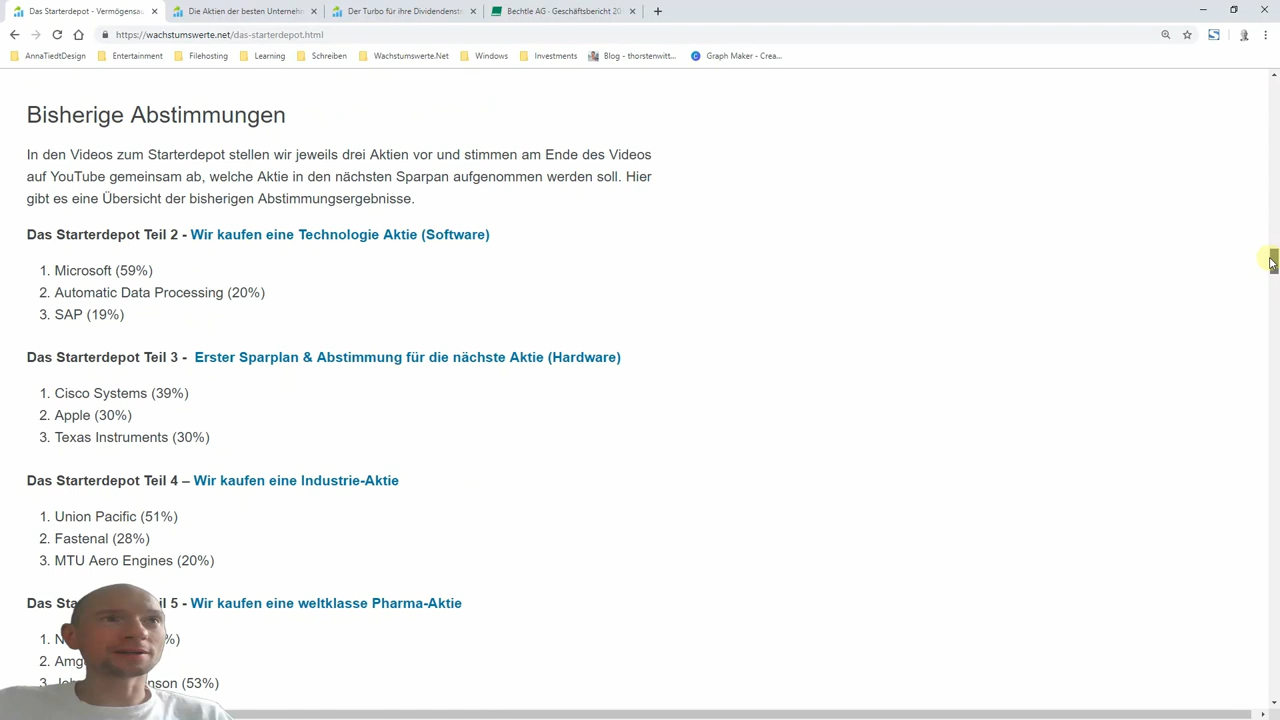 Das Starterdepot - Vermögensau
Die Aktien der besten Unterneh
Der Turbo für ihre Dividendenstr
Bechtle AG - Geschäftsbericht 20
https://wachstumswerte.net/das-starterdepot.html
AnnaTiedtDesign
Entertainment
Filehosting
Learning
Schreiben
Wachstumswerte.Net
Windows
Investments
Blog - thorstenwitt...
Graph Maker - Crea...
Bisherige Abstimmungen
In den Videos zum Starterdepot stellen wir jeweils drei Aktien vor und stimmen am Ende des Videos
auf YouTube gemeinsam ab, welche Aktie in den nächsten Sparpan aufgenommen werden soll. Hier
gibt es eine Übersicht der bisherigen Abstimmungsergebnisse.
Das Starterdepot Teil 2 - Wir kaufen eine Technologie Aktie (Software)
1. Microsoft (59%)
2. Automatic Data Processing (20%)
3. SAP (19%)
Das Starterdepot Teil 3 - Erster Sparplan & Abstimmung für die nächste Aktie (Hardware)
1. Cisco Systems (39%)
2. Apple (30%)
3. Texas Instruments (30%)
Das Starterdepot Teil 4 – Wir kaufen eine Industrie-Aktie
1. Union Pacific (51%)
2. Fastenal (28%)
3. MTU Aero Engines (20%)
Das il 5 - Wir kaufen eine weltklasse Pharma-Aktie
1. %)
2.
3. (53%)